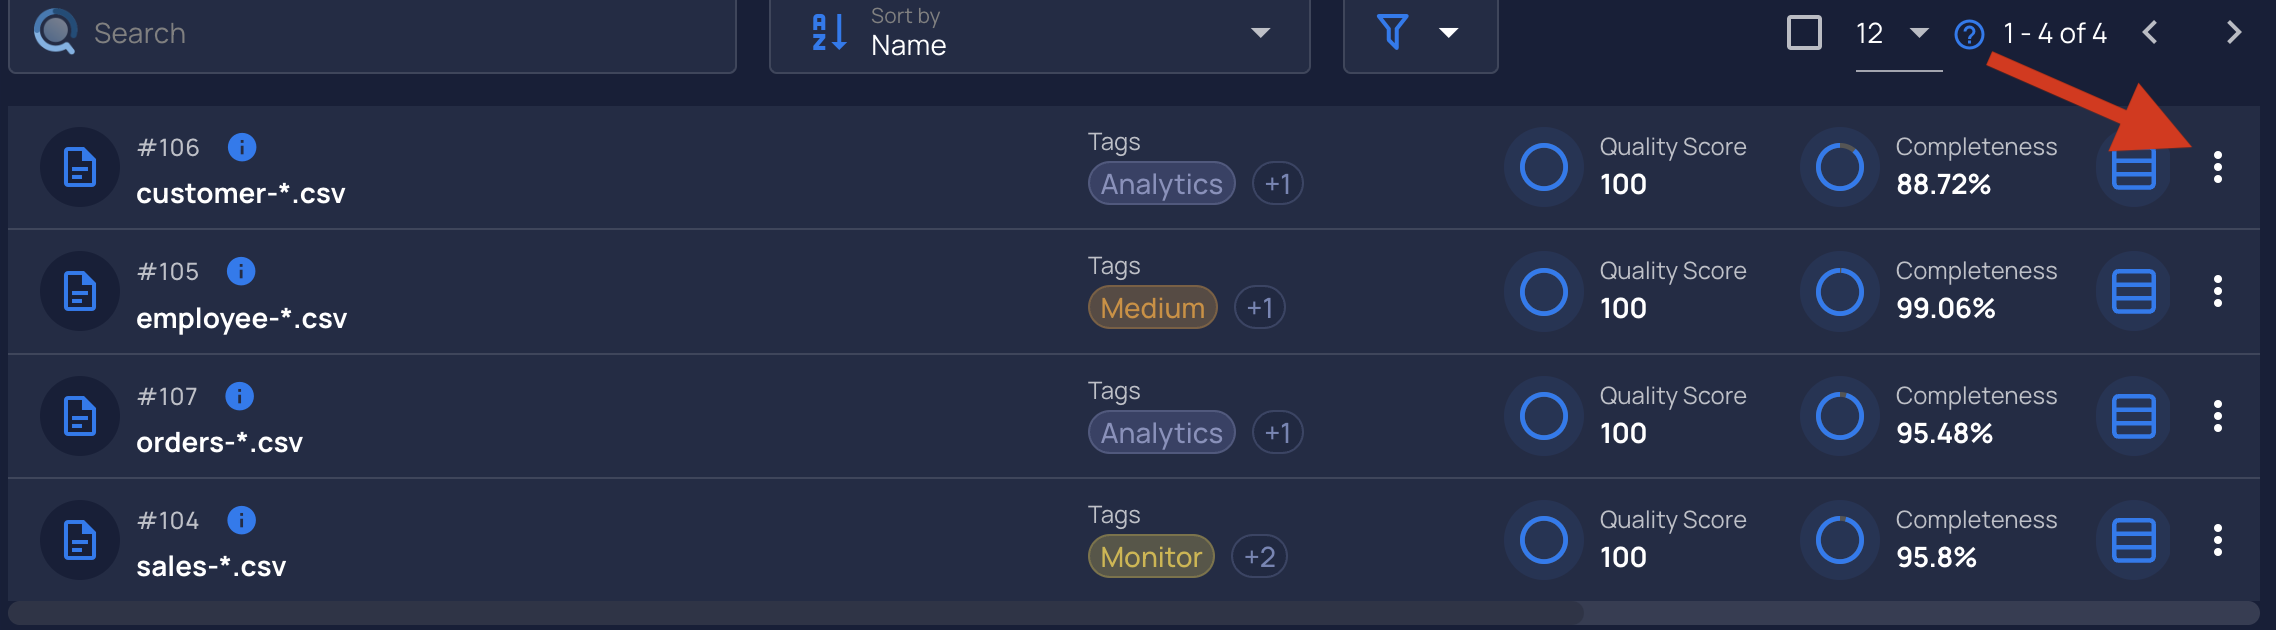 Search
Sort by
Name
12
1 - 4 of 4
#106
customer-*.csv
Tags
Analytics +1
Quality Score
100
Completeness
88.72%
#105
employee-*.csv
Tags
Medium +1
Quality Score
100
Completeness
99.06%
#107
orders-*.csv
Tags
Analytics +1
Quality Score
100
Completeness
95.48%
#104
sales-*.csv
Tags
Monitor +2
Quality Score
100
Completeness
95.8%